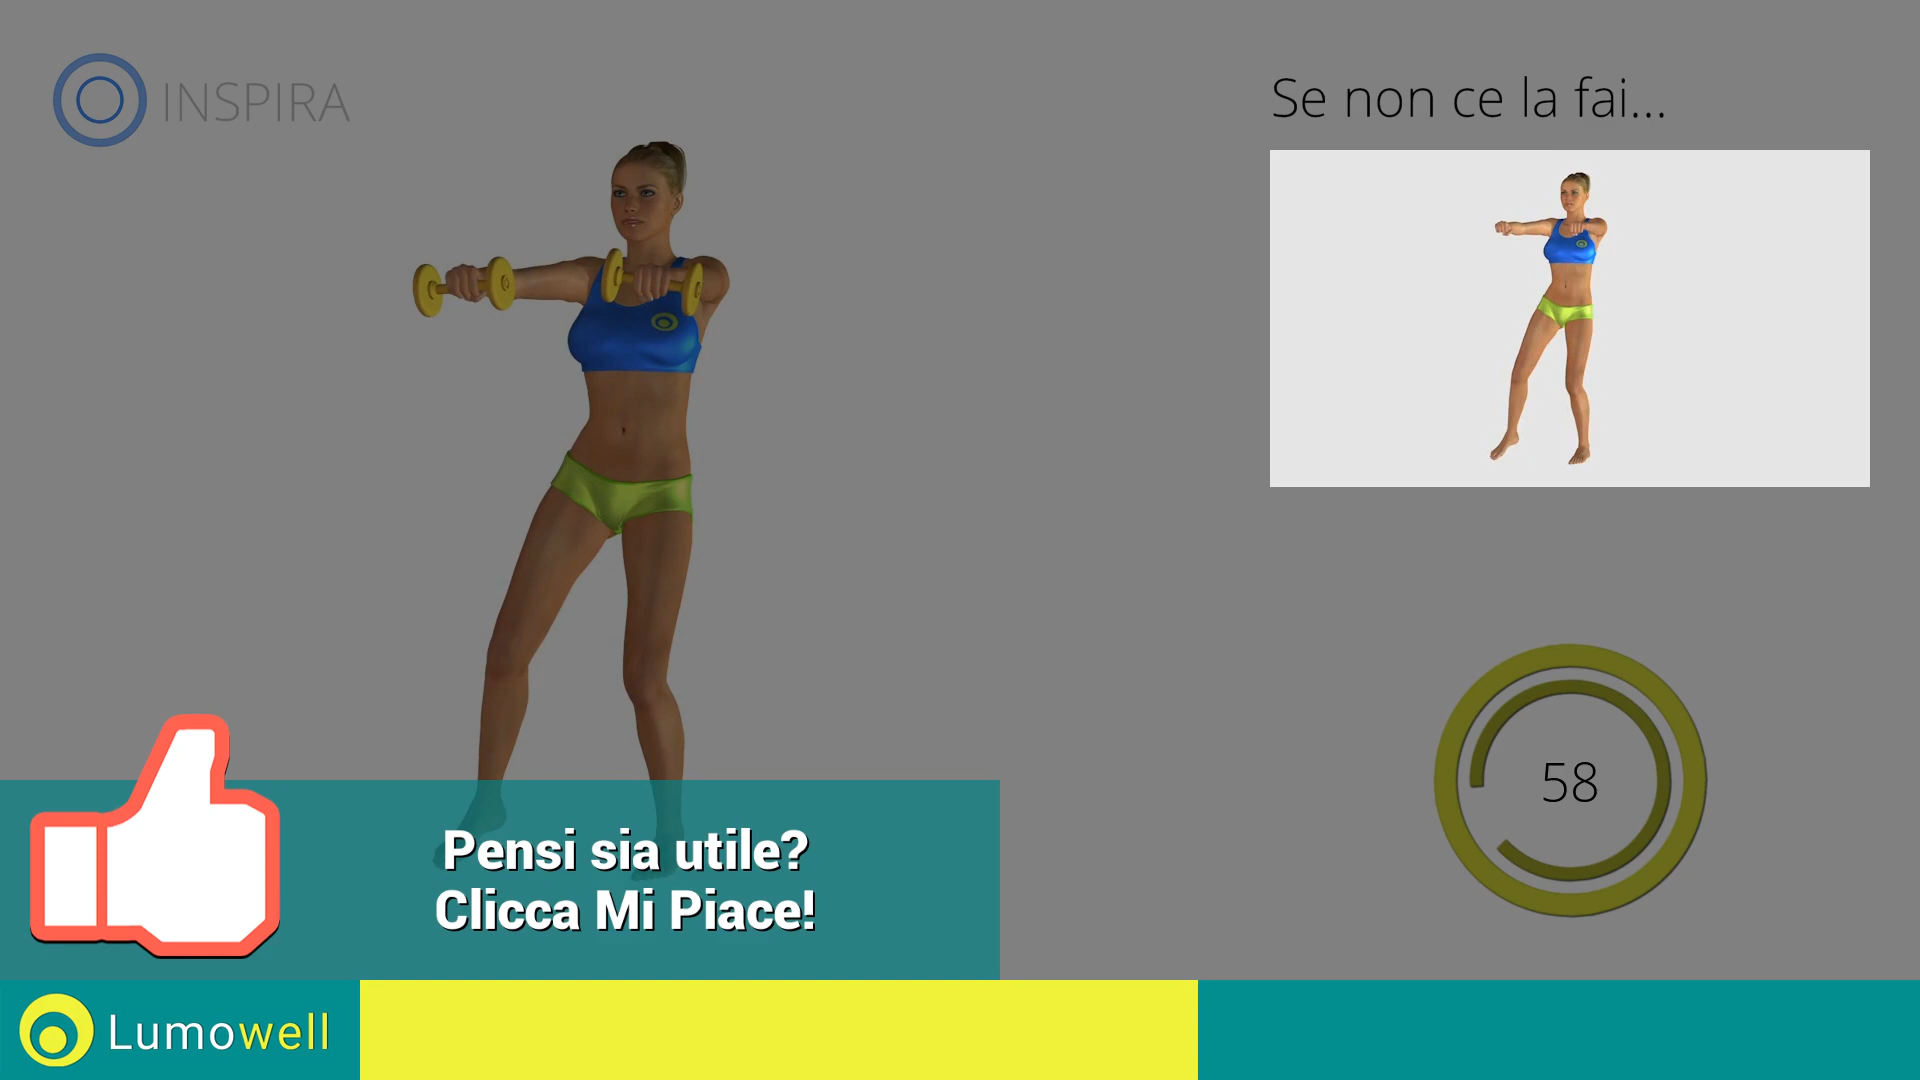 INSPIRA
Se non ce la fai...
58
Pensi sia utile?
Clicca Mi Piace!
Lumowell